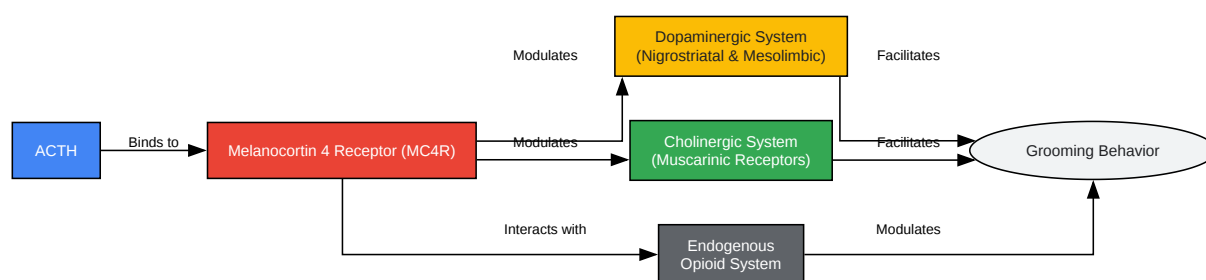 Dopaminergic System
(Nigrostriatal & Mesolimbic)
Modulates
Facilitates
ACTH
Binds to
Melanocortin 4 Receptor (MC4R)
Modulates
Cholinergic System
(Muscarinic Receptors)
Facilitates
Grooming Behavior
Interacts with
Endogenous
Opioid System
Modulates